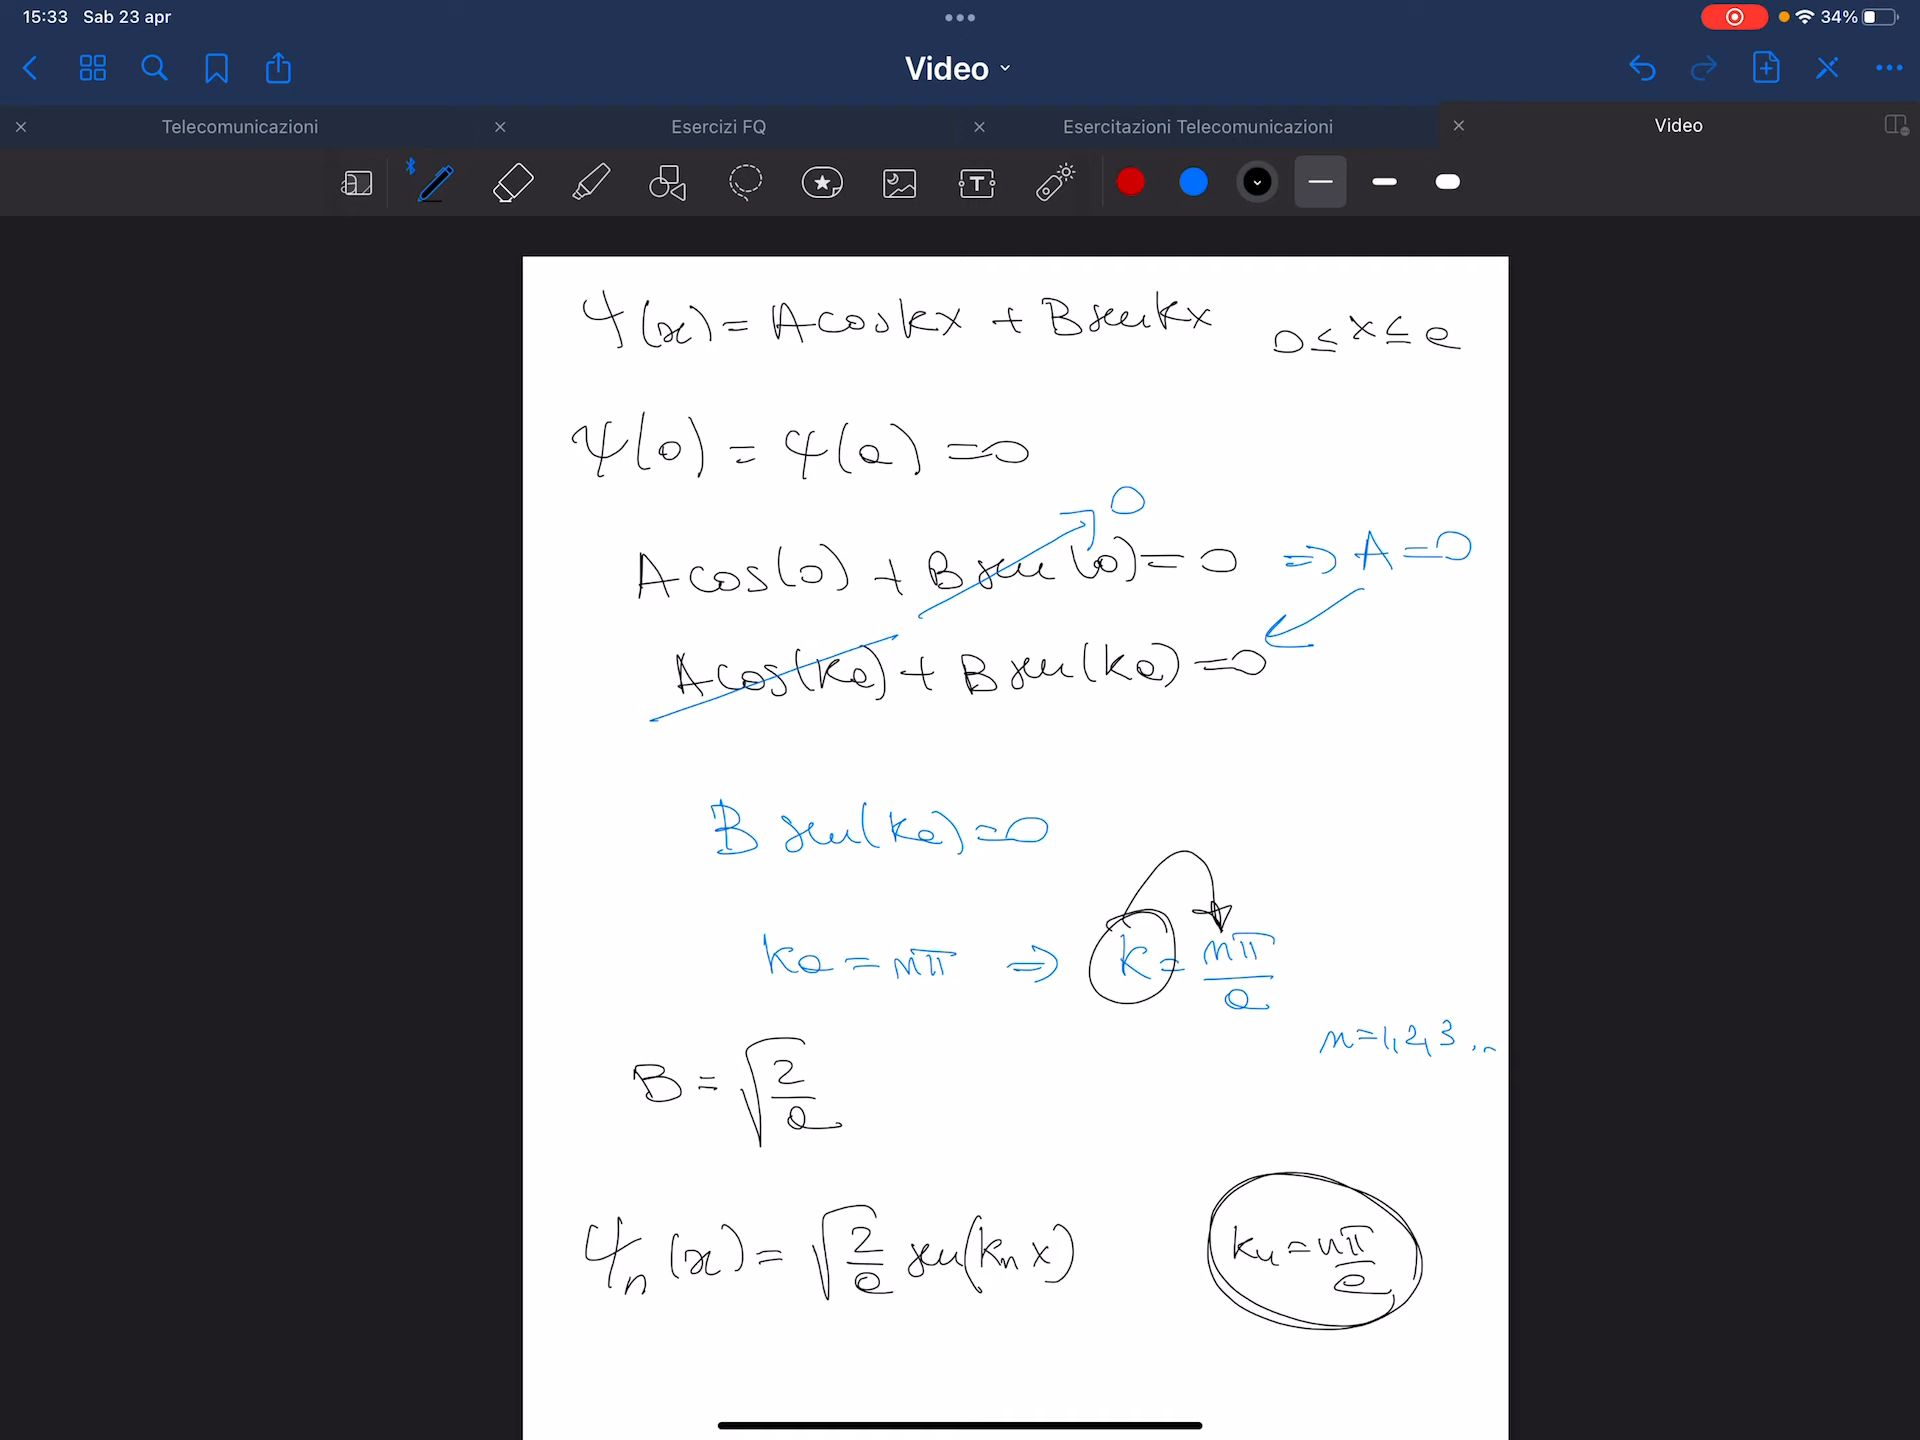 15:33 Sab 23 apr
34%
Video
Telecomunicazioni
Esercizi FQ
Esercitazioni Telecomunicazioni
Video
T
Ψ(x) = A cos kx + B sen kx 0 ≤ x ≤ a
Ψ(0) = Ψ(a) = 0
0
A cos(0) + B sen(0) = 0 ⇒ A = 0
A cos(ka) + B sen(ka) = 0
B sen(ka) = 0
ka = nπ ⇒ k = nπ/a
n = 1, 2, 3 ...
B = √(2/a)
Ψn(x) = √(2/a) sen(kn x) kn = nπ/a